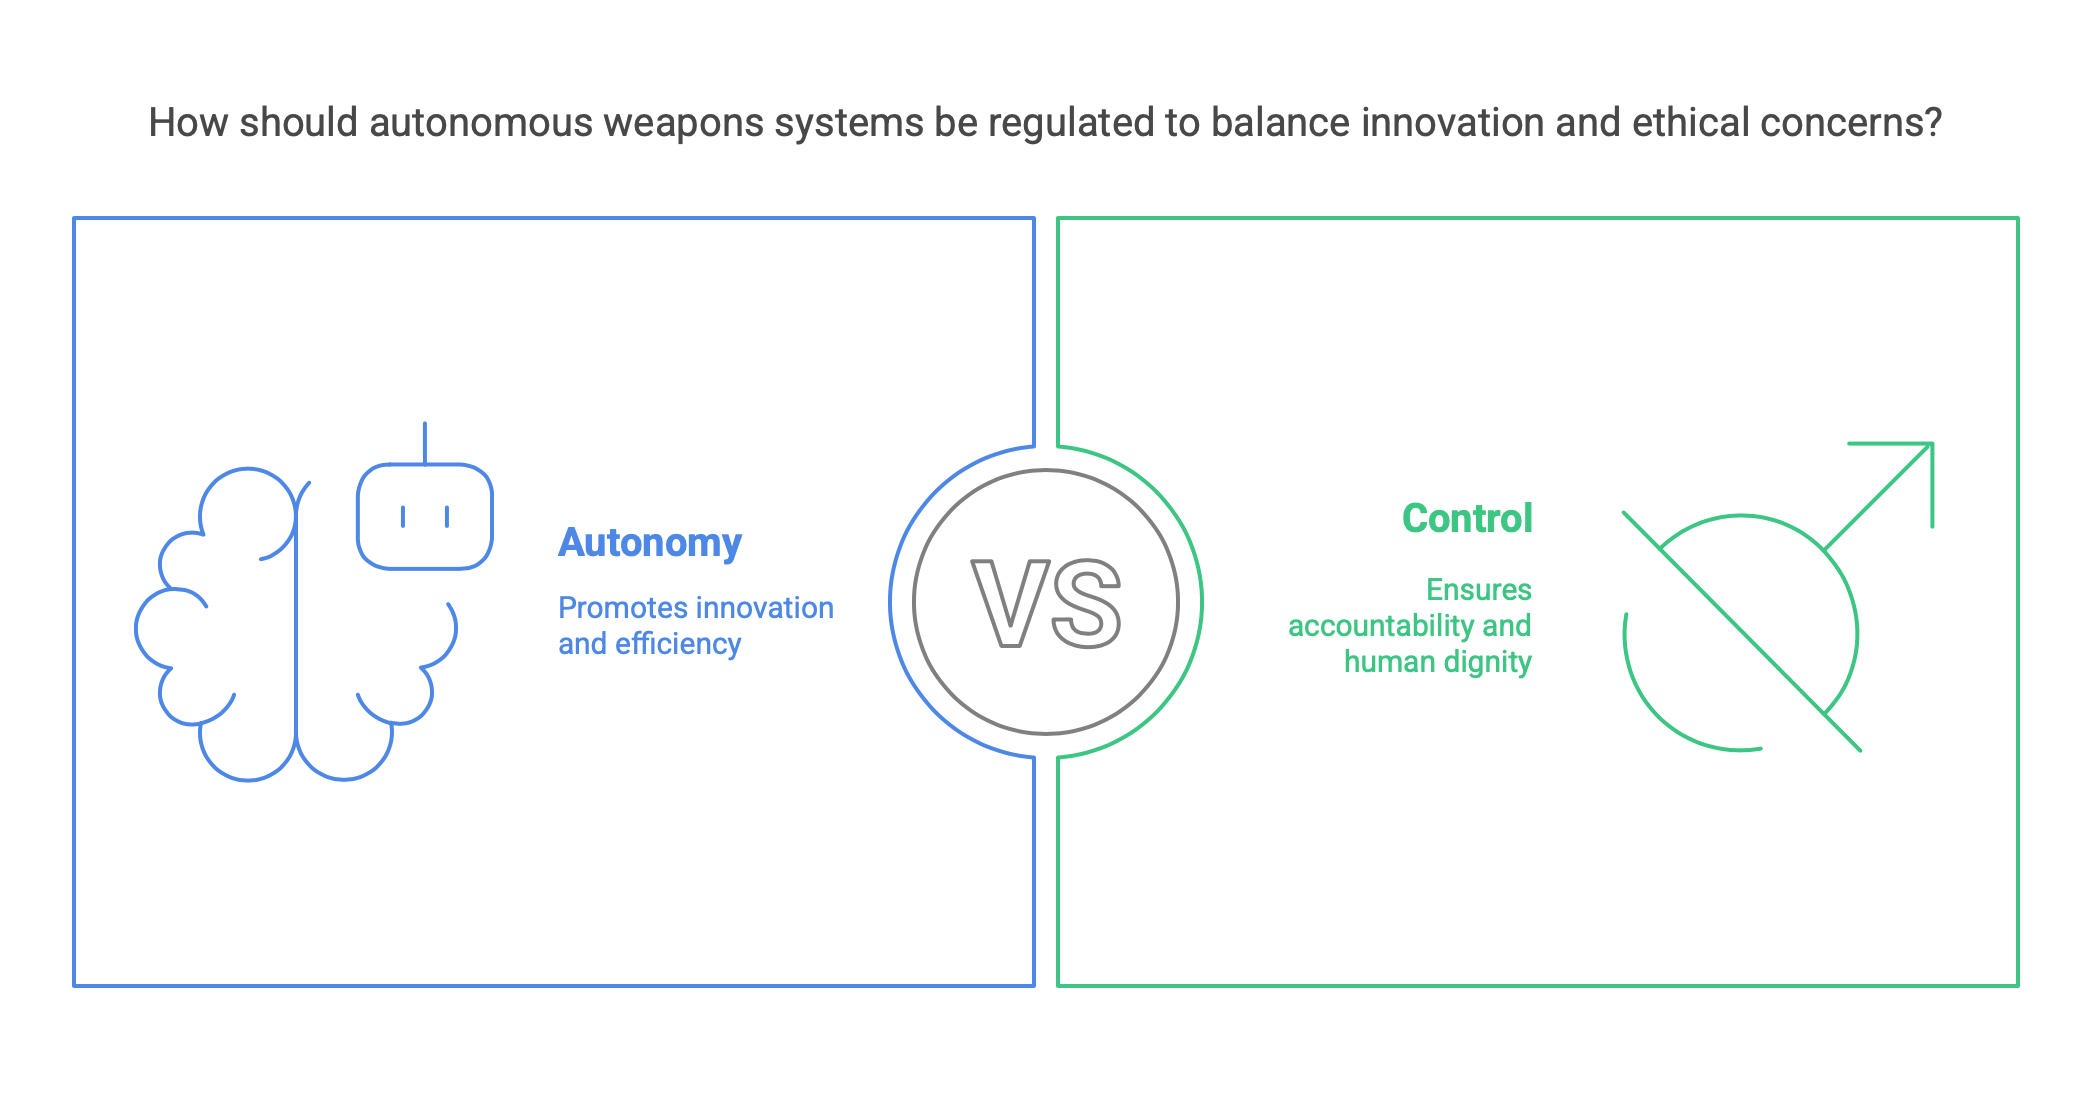 How should autonomous weapons systems be regulated to balance innovation and ethical concerns?
Autonomy
Promotes innovation
and efficiency
VS
Control
Ensures
accountability and
human dignity